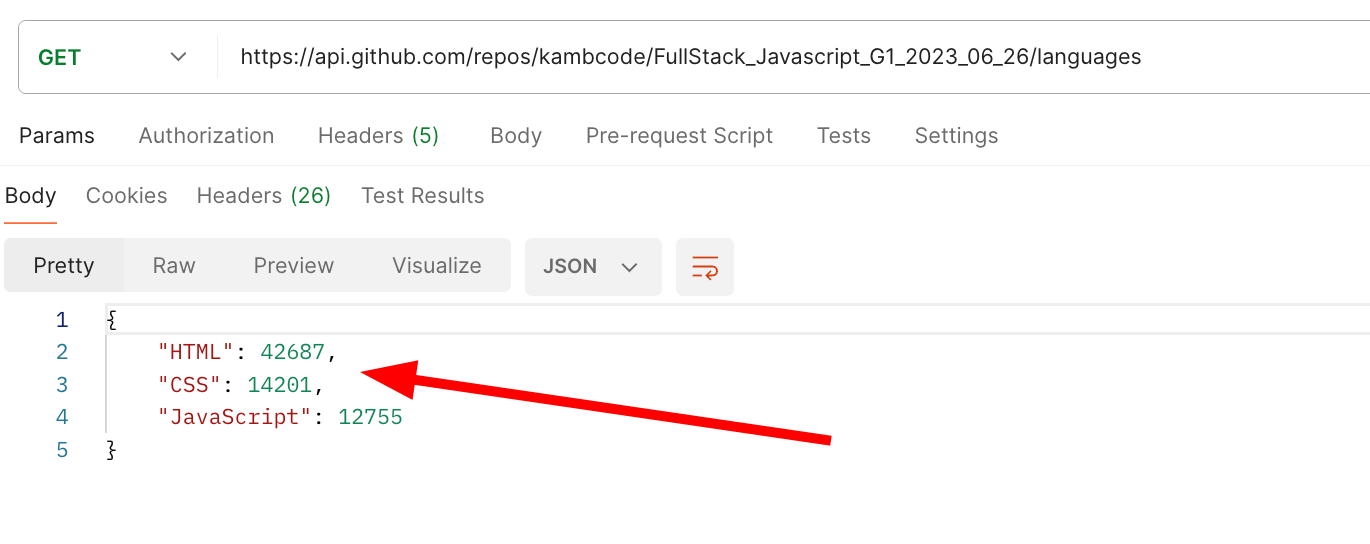 GET https://api.github.com/repos/kambcode/FullStack_Javascript_G1_2023_06_26/languages
Params Authorization Headers (5) Body Pre-request Script Tests Settings
Body Cookies Headers (26) Test Results
Pretty Raw Preview Visualize JSON
1 {
2 "HTML": 42687,
3 "CSS": 14201,
4 "JavaScript": 12755
5 }